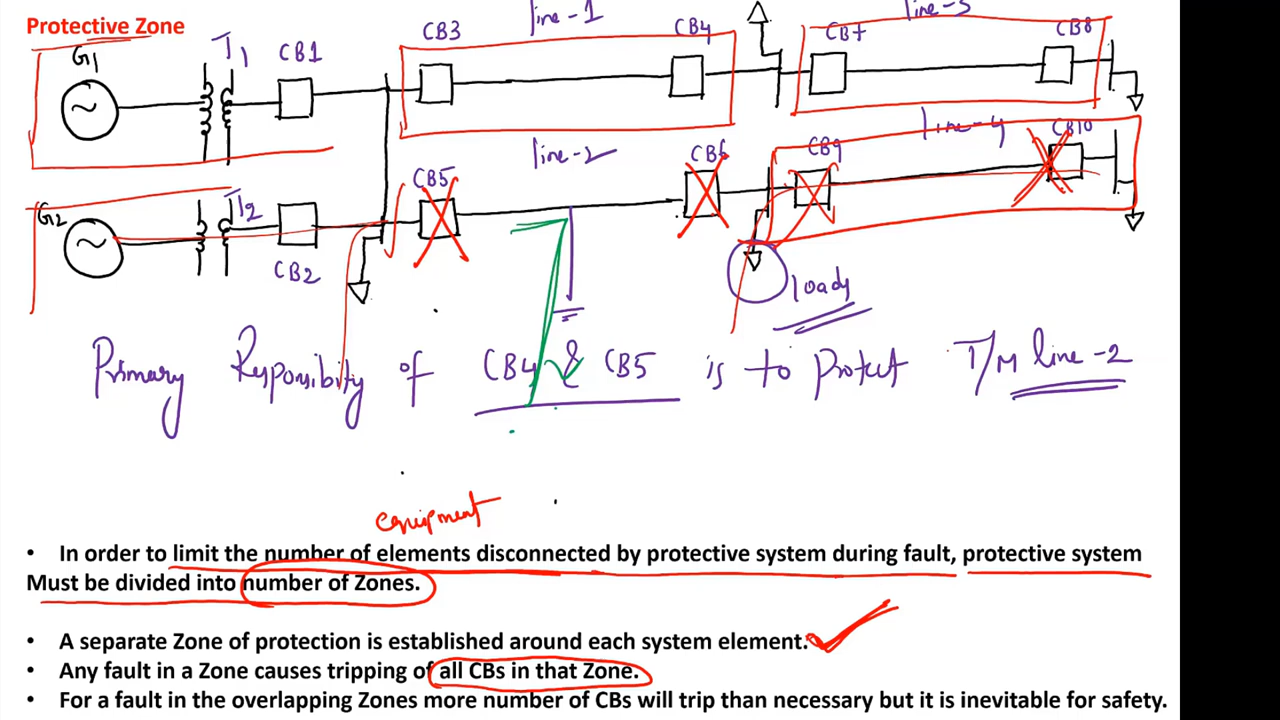 Protective Zone
G1
T1
CB1
CB3
line-1
CB4
CB7
line-3
CB8
line-2
CB5
CB6
CB9
line-4
CB10
G2
T2
CB2
loads
Primary Responsibity of CB4 & CB5 is to Protect T/M line-2
equipment
• In order to limit the number of elements disconnected by protective system during fault, protective system
Must be divided into number of Zones.
• A separate Zone of protection is established around each system element.
• Any fault in a Zone causes tripping of all CBs in that Zone.
• For a fault in the overlapping Zones more number of CBs will trip than necessary but it is inevitable for safety.